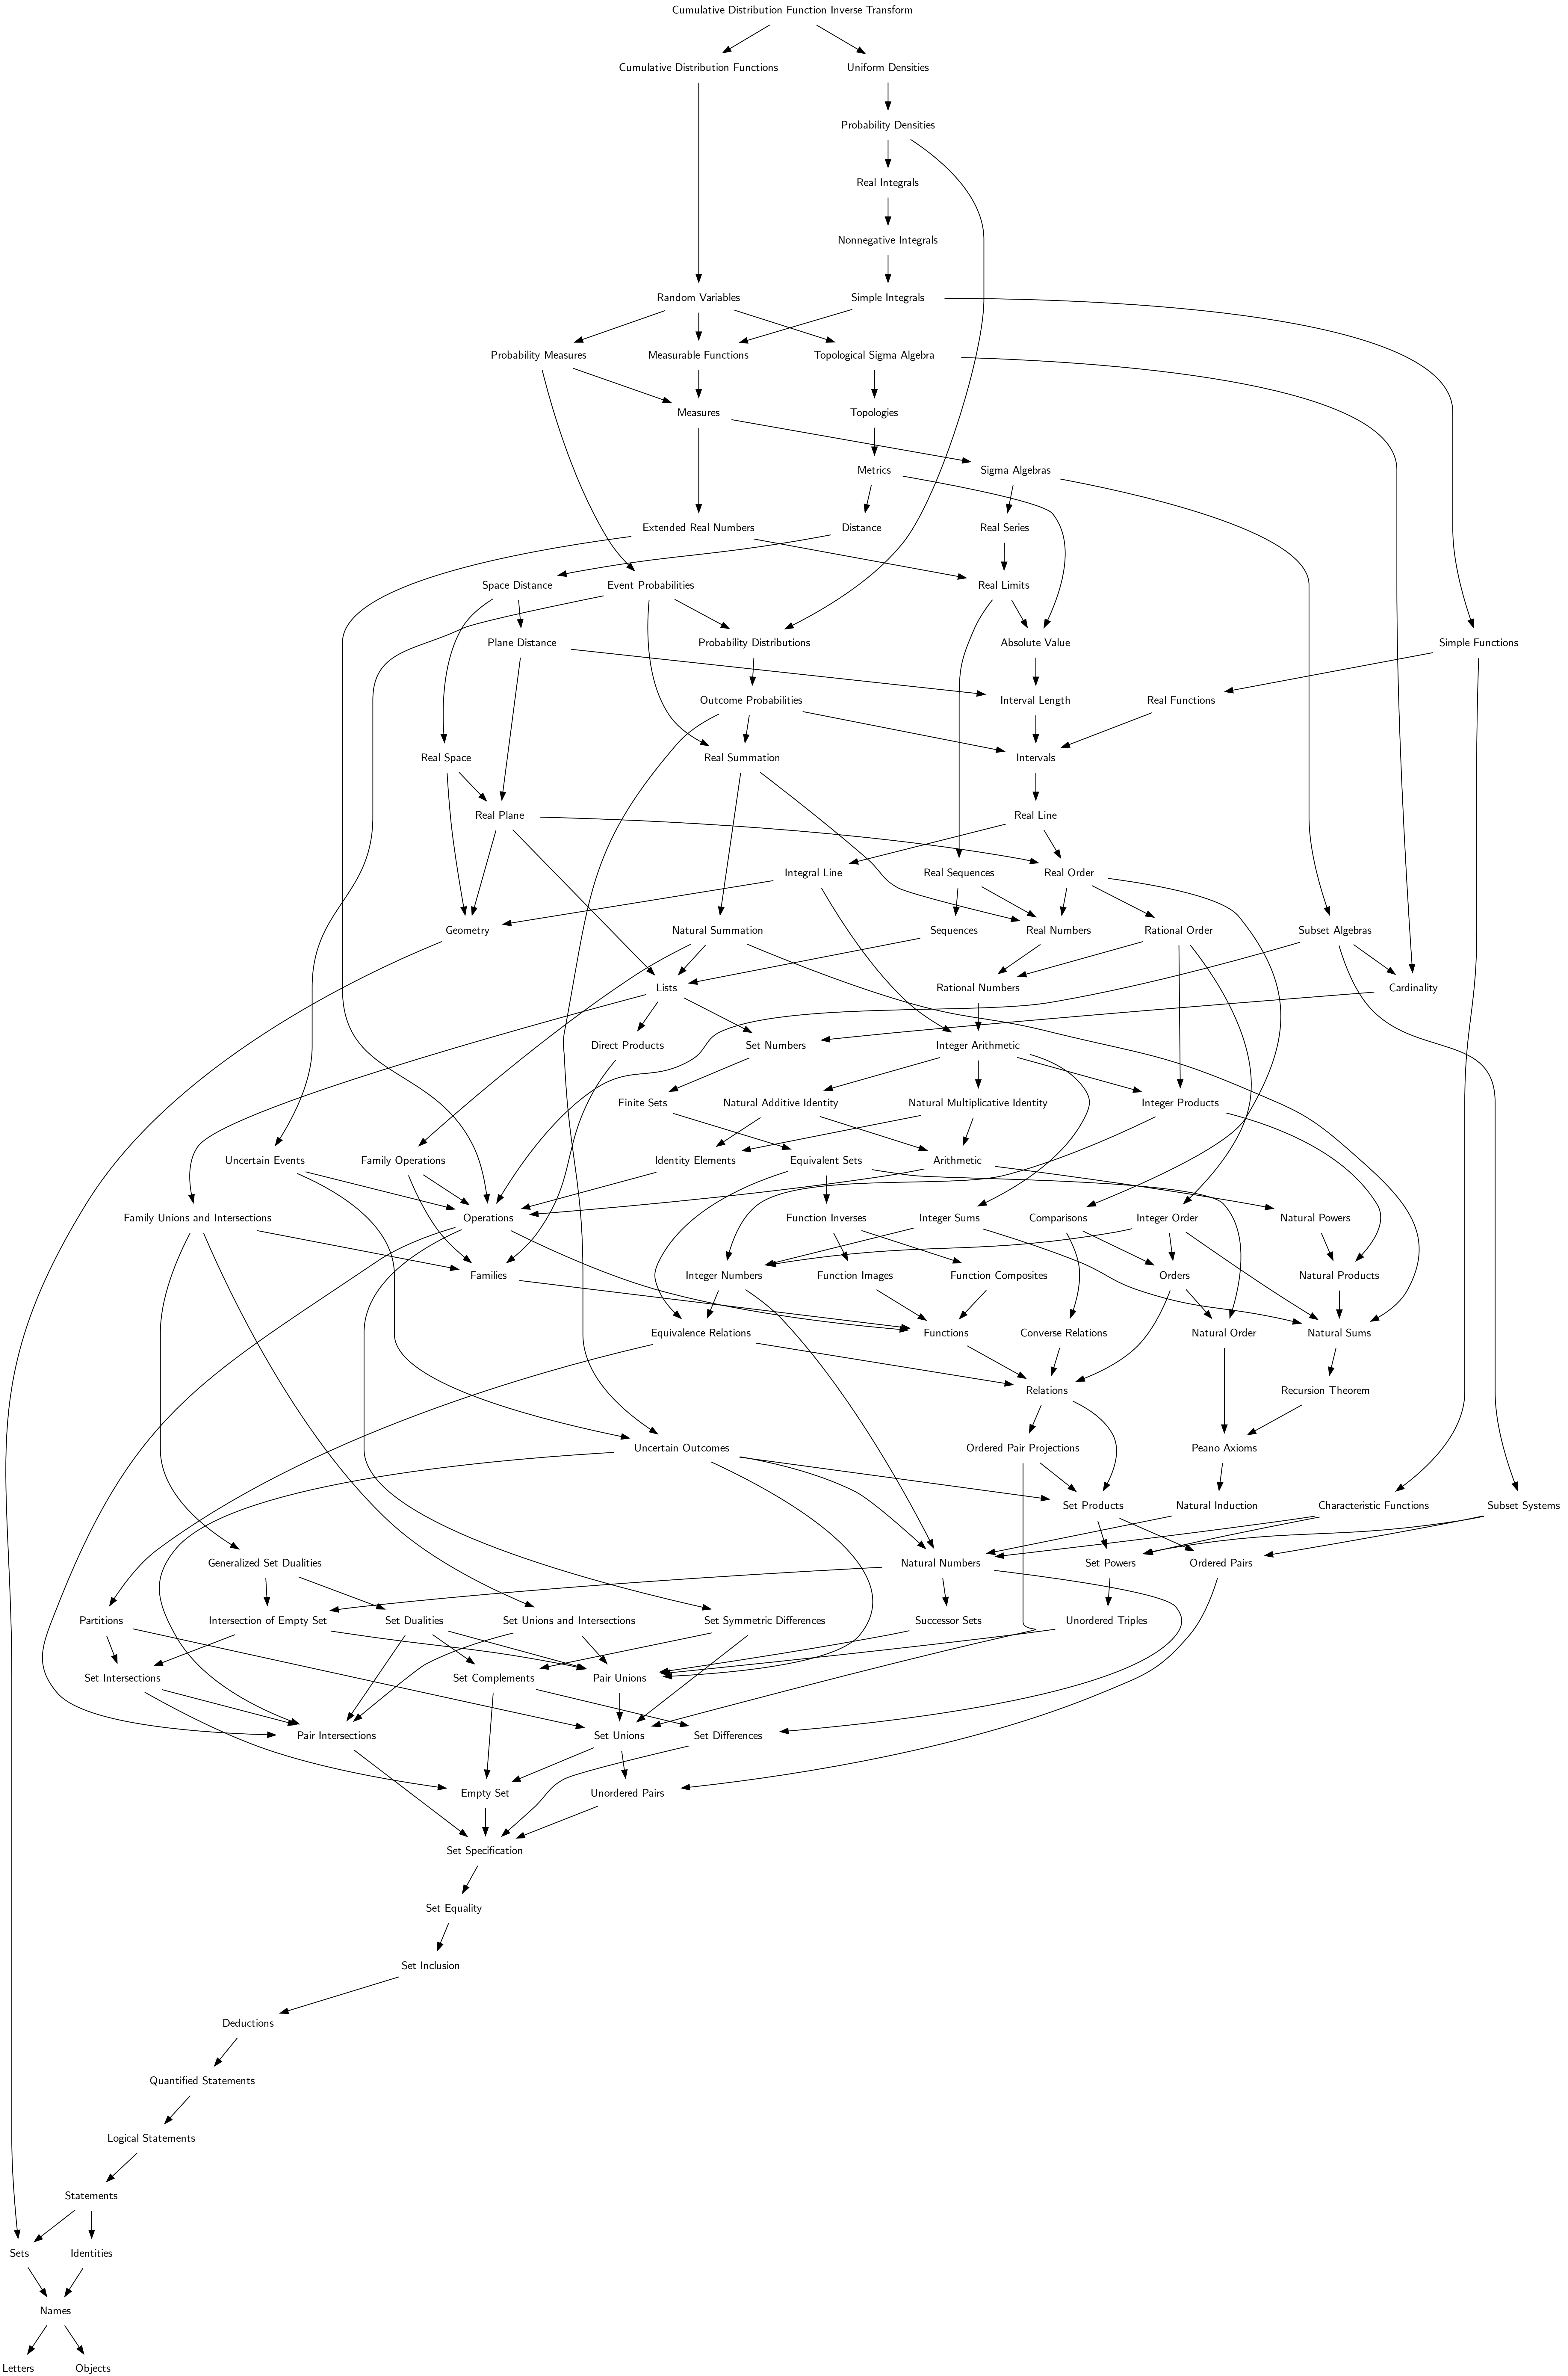 Cumulative Distribution Function Inverse Transform
Cumulative Distribution Functions
Uniform Densities
Probability Densities
Real Integrals
Nonnegative Integrals
Random Variables
Simple Integrals
Probability Measures
Measurable Functions
Topological Sigma Algebra
Measures
Topologies
Metrics
Sigma Algebras
Extended Real Numbers
Distance
Real Series
Space Distance
Event Probabilities
Real Limits
Plane Distance
Probability Distributions
Absolute Value
Simple Functions
Outcome Probabilities
Interval Length
Real Functions
Real Space
Real Summation
Intervals
Real Plane
Real Line
Integral Line
Real Sequences
Real Order
Geometry
Natural Summation
Sequences
Real Numbers
Rational Order
Subset Algebras
Lists
Rational Numbers
Cardinality
Direct Products
Set Numbers
Integer Arithmetic
Finite Sets
Natural Additive Identity
Natural Multiplicative Identity
Integer Products
Uncertain Events
Family Operations
Identity Elements
Equivalent Sets
Arithmetic
Family Unions and Intersections
Operations
Function Inverses
Integer Sums
Comparisons
Integer Order
Natural Powers
Families
Integer Numbers
Function Images
Function Composites
Orders
Natural Products
Equivalence Relations
Functions
Converse Relations
Natural Order
Natural Sums
Relations
Recursion Theorem
Uncertain Outcomes
Ordered Pair Projections
Peano Axioms
Set Products
Natural Induction
Characteristic Functions
Subset Systems
Generalized Set Dualities
Natural Numbers
Set Powers
Ordered Pairs
Partitions
Intersection of Empty Set
Set Dualities
Set Unions and Intersections
Set Symmetric Differences
Successor Sets
Unordered Triples
Set Intersections
Set Complements
Pair Unions
Pair Intersections
Set Unions
Set Differences
Empty Set
Unordered Pairs
Set Specification
Set Equality
Set Inclusion
Deductions
Quantified Statements
Logical Statements
Statements
Sets
Identities
Names
Letters
Objects